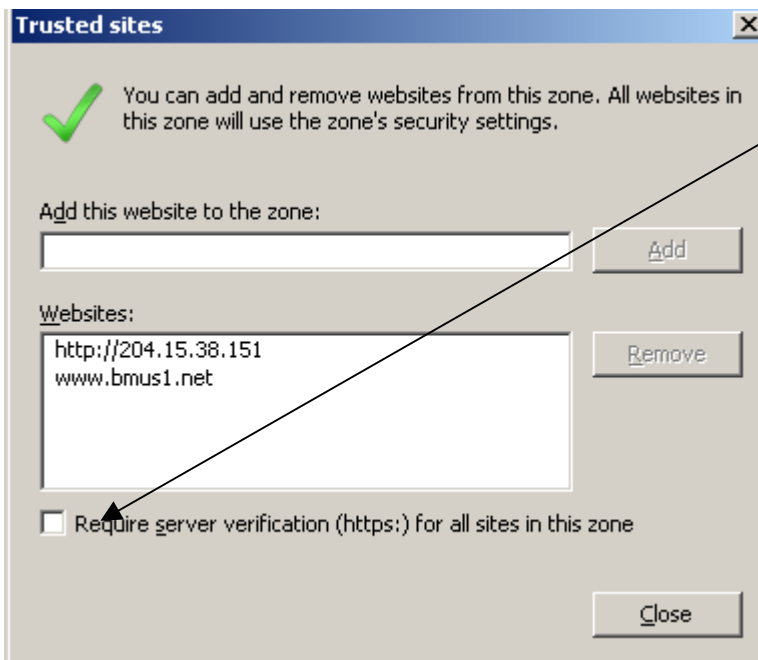 Trusted sites
You can add and remove websites from this zone. All websites in
this zone will use the zone's security settings.
Add this website to the zone:
Add
Websites:
http://204.15.38.151
www.bmus1.net
Remove
Require server verification (https:) for all sites in this zone
Close